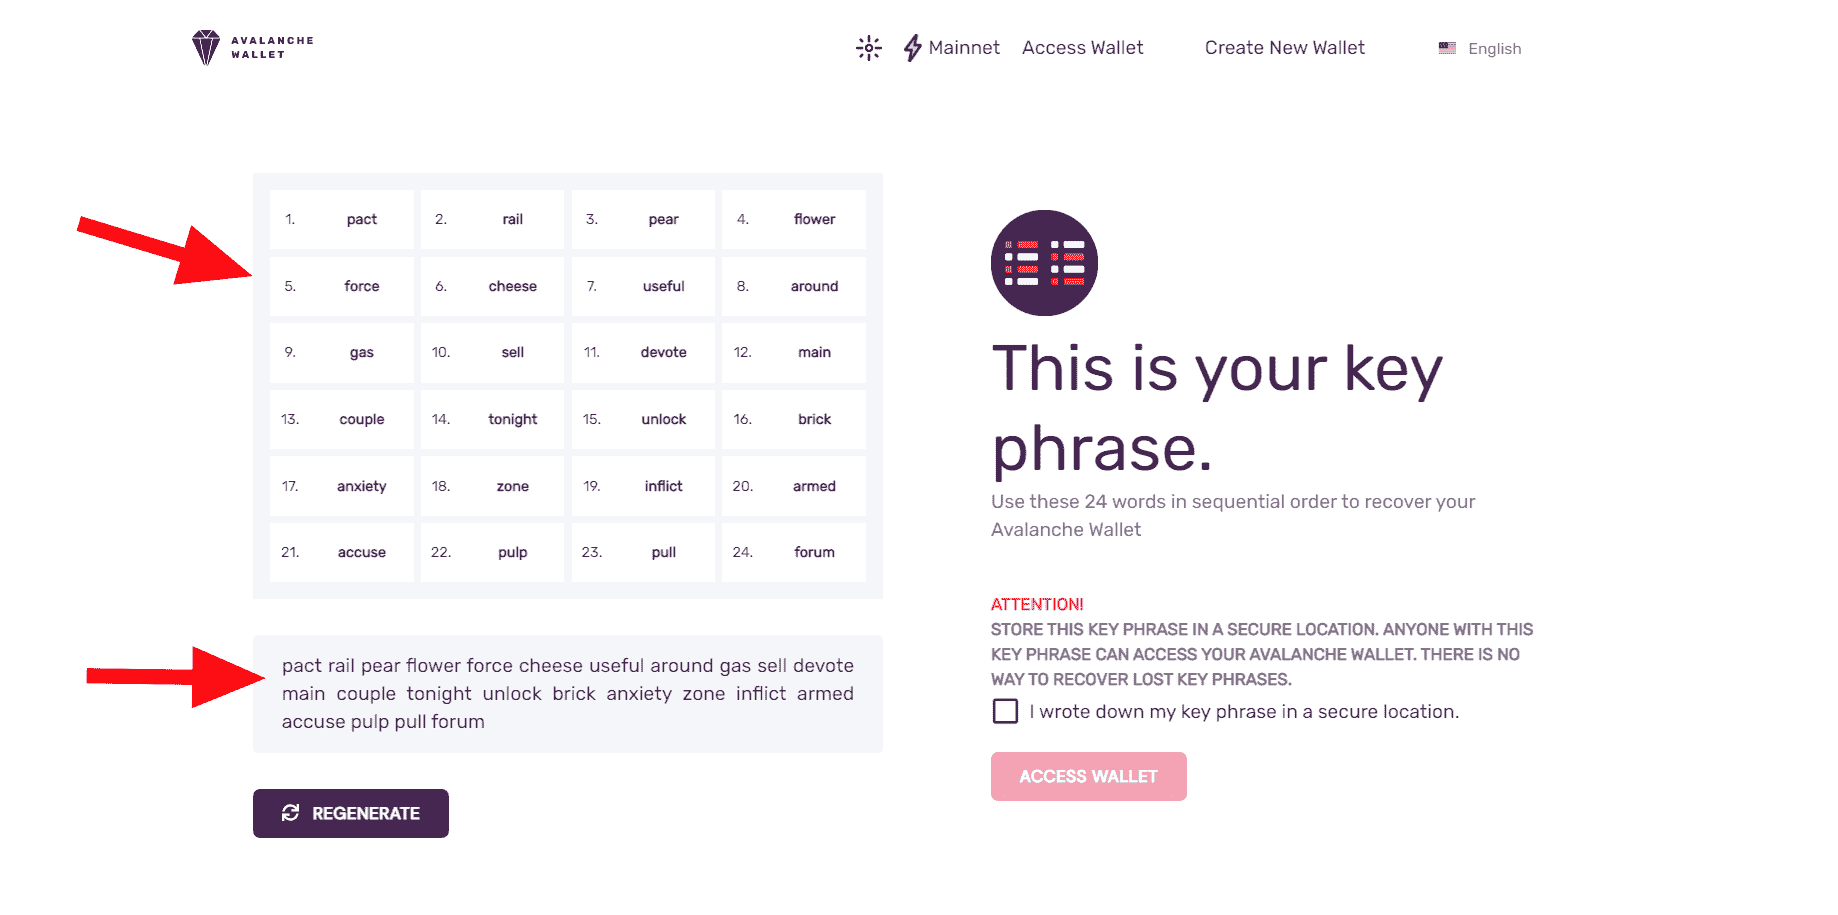 AVALANCHE
WALLET
Mainnet
Access Wallet
Create New Wallet
English
1. pact 2. rail 3. pear 4. flower
5. force 6. cheese 7. useful 8. around
9. gas 10. sell 11. devote 12. main
13. couple 14. tonight 15. unlock 16. brick
17. anxiety 18. zone 19. inflict 20. armed
21. accuse 22. pulp 23. pull 24. forum
pact rail pear flower force cheese useful around gas sell devote
main couple tonight unlock brick anxiety zone inflict armed
accuse pulp pull forum
REGENERATE
This is your key
phrase.
Use these 24 words in sequential order to recover your
Avalanche Wallet
ATTENTION!
STORE THIS KEY PHRASE IN A SECURE LOCATION. ANYONE WITH THIS
KEY PHRASE CAN ACCESS YOUR AVALANCHE WALLET. THERE IS NO
WAY TO RECOVER LOST KEY PHRASES.
I wrote down my key phrase in a secure location.
ACCESS WALLET